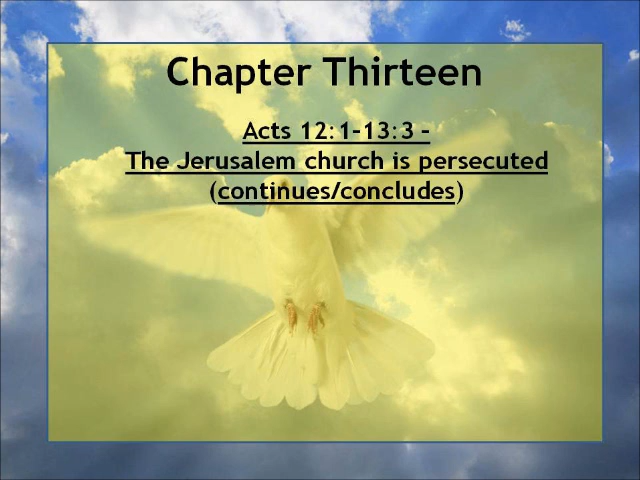 Chapter Thirteen
Acts 12:1-13:3 -
The Jerusalem church is persecuted
(continues/concludes)